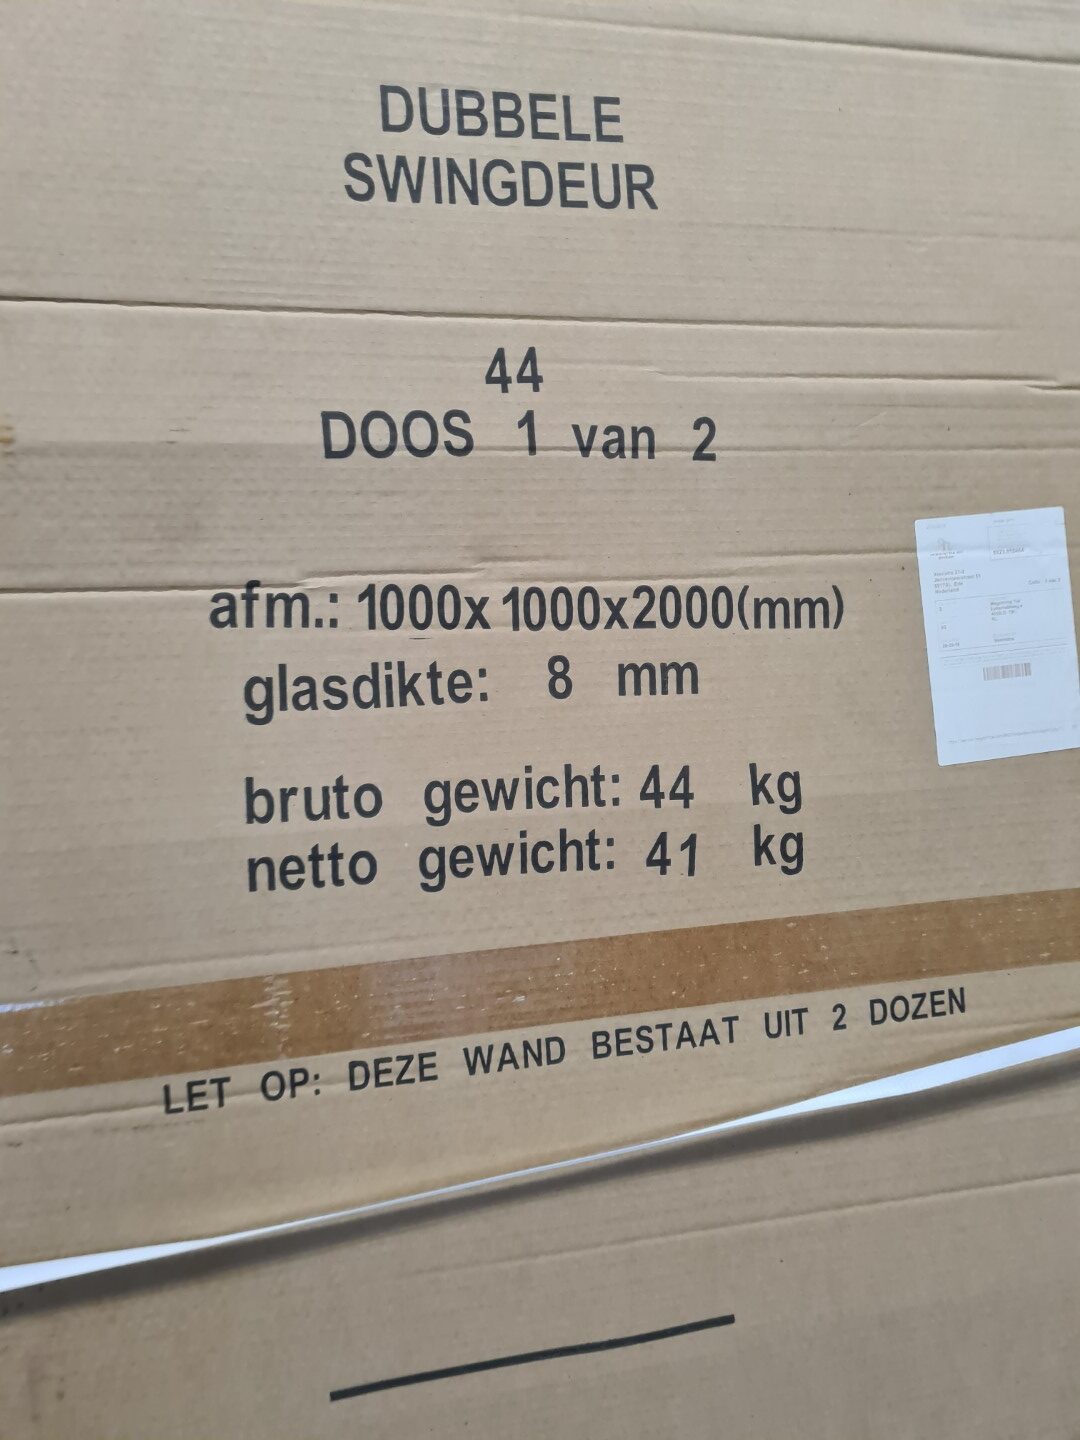 DUBBELE
SWINGDEUR
44
DOOS 1 van 2
afm.: 1000x1000x2000(mm)
glasdikte: 8 mm
bruto gewicht: 44 kg
netto gewicht: 41 kg
LET OP: DEZE WAND BESTAAT UIT 2 DOZEN
Nederland